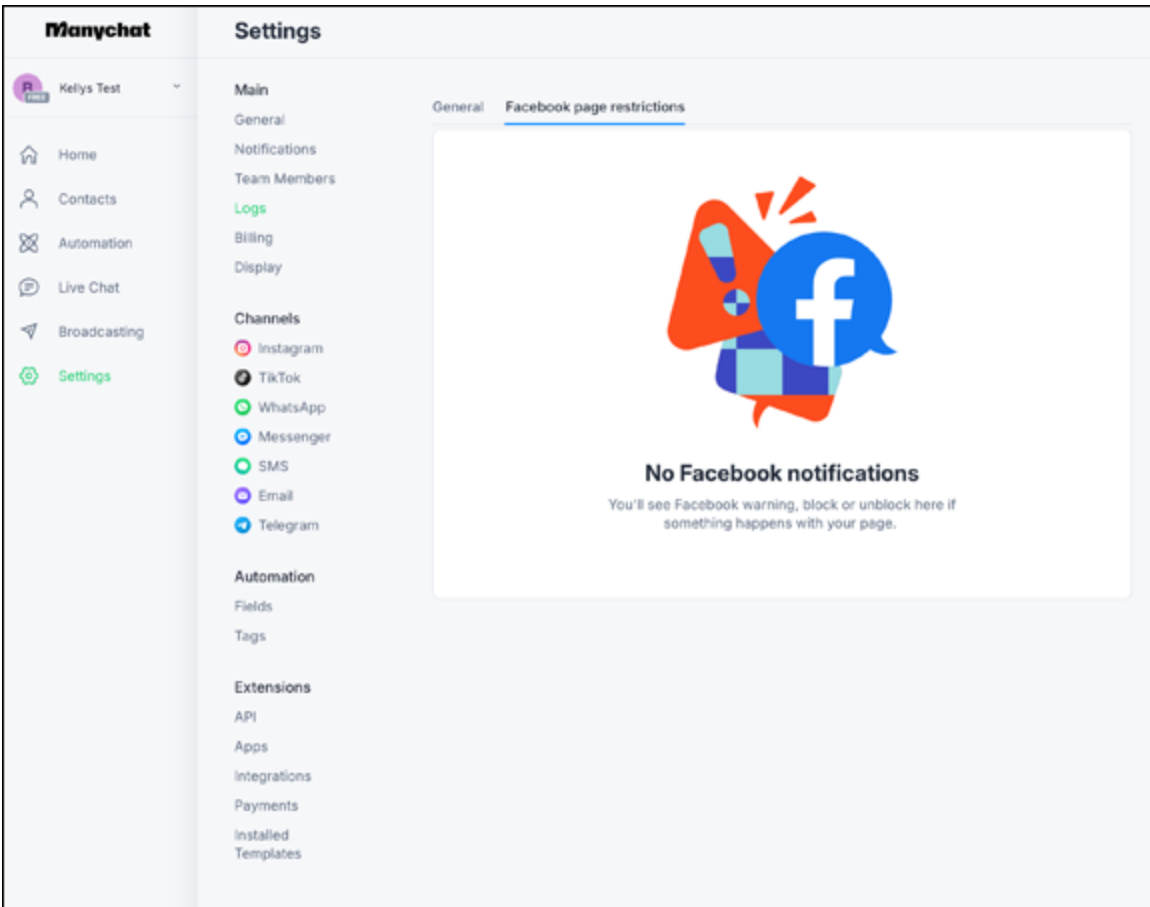 Manychat
Kellys Test
FREE
Home
Contacts
Automation
Live Chat
Broadcasting
Settings
Settings
Main
General
Notifications
Team Members
Logs
Billing
Display
Channels
Instagram
TikTok
WhatsApp
Messenger
SMS
Email
Telegram
Automation
Fields
Tags
Extensions
API
Apps
Integrations
Payments
Installed
Templates
General
Facebook page restrictions
No Facebook notifications
You'll see Facebook warning, block or unblock here if
something happens with your page.